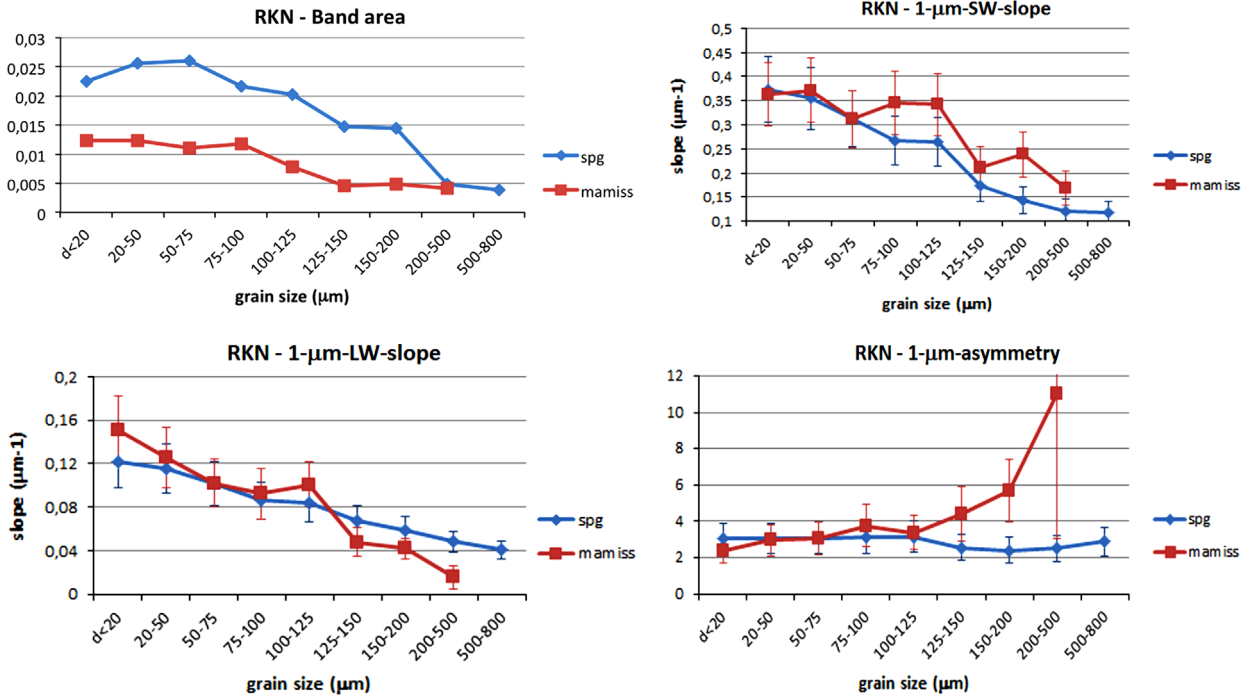 RKN - Band area
0,03
0,025
0,02
0,015
0,01
0,005
0
d<20
20-50
50-75
75-100
100-125
125-150
150-200
200-500
500-800
grain size (μm)
spg
mamiss
RKN - 1-μm-SW-slope
slope (μm-1)
0,5
0,45
0,4
0,35
0,3
0,25
0,2
0,15
0,1
d<20
20-50
50-75
75-100
100-125
125-150
150-200
200-500
500-800
grain size (μm)
spg
mamiss
RKN - 1-μm-LW-slope
slope (μm-1)
0,2
0,16
0,12
0,08
0,04
0
d<20
20-50
50-75
75-100
100-125
125-150
150-200
200-500
500-800
grain size (μm)
spg
mamiss
RKN - 1-μm-asymmetry
12
10
8
6
4
2
0
d<20
20-50
50-75
75-100
100-125
125-150
150-200
200-500
500-800
grain size (μm)
spg
mamiss